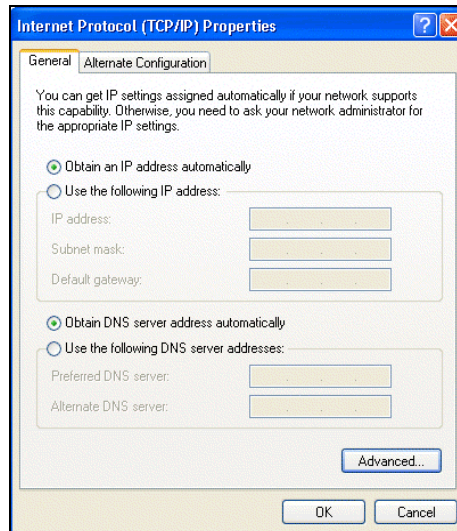 Internet Protocol (TCP/IP) Properties
General
Alternate Configuration
You can get IP settings assigned automatically if your network supports
this capability. Otherwise, you need to ask your network administrator for
the appropriate IP settings.
Obtain an IP address automatically
Use the following IP address:
IP address:
Subnet mask:
Default gateway:
Obtain DNS server address automatically
Use the following DNS server addresses:
Preferred DNS server:
Alternate DNS server:
Advanced...
OK
Cancel